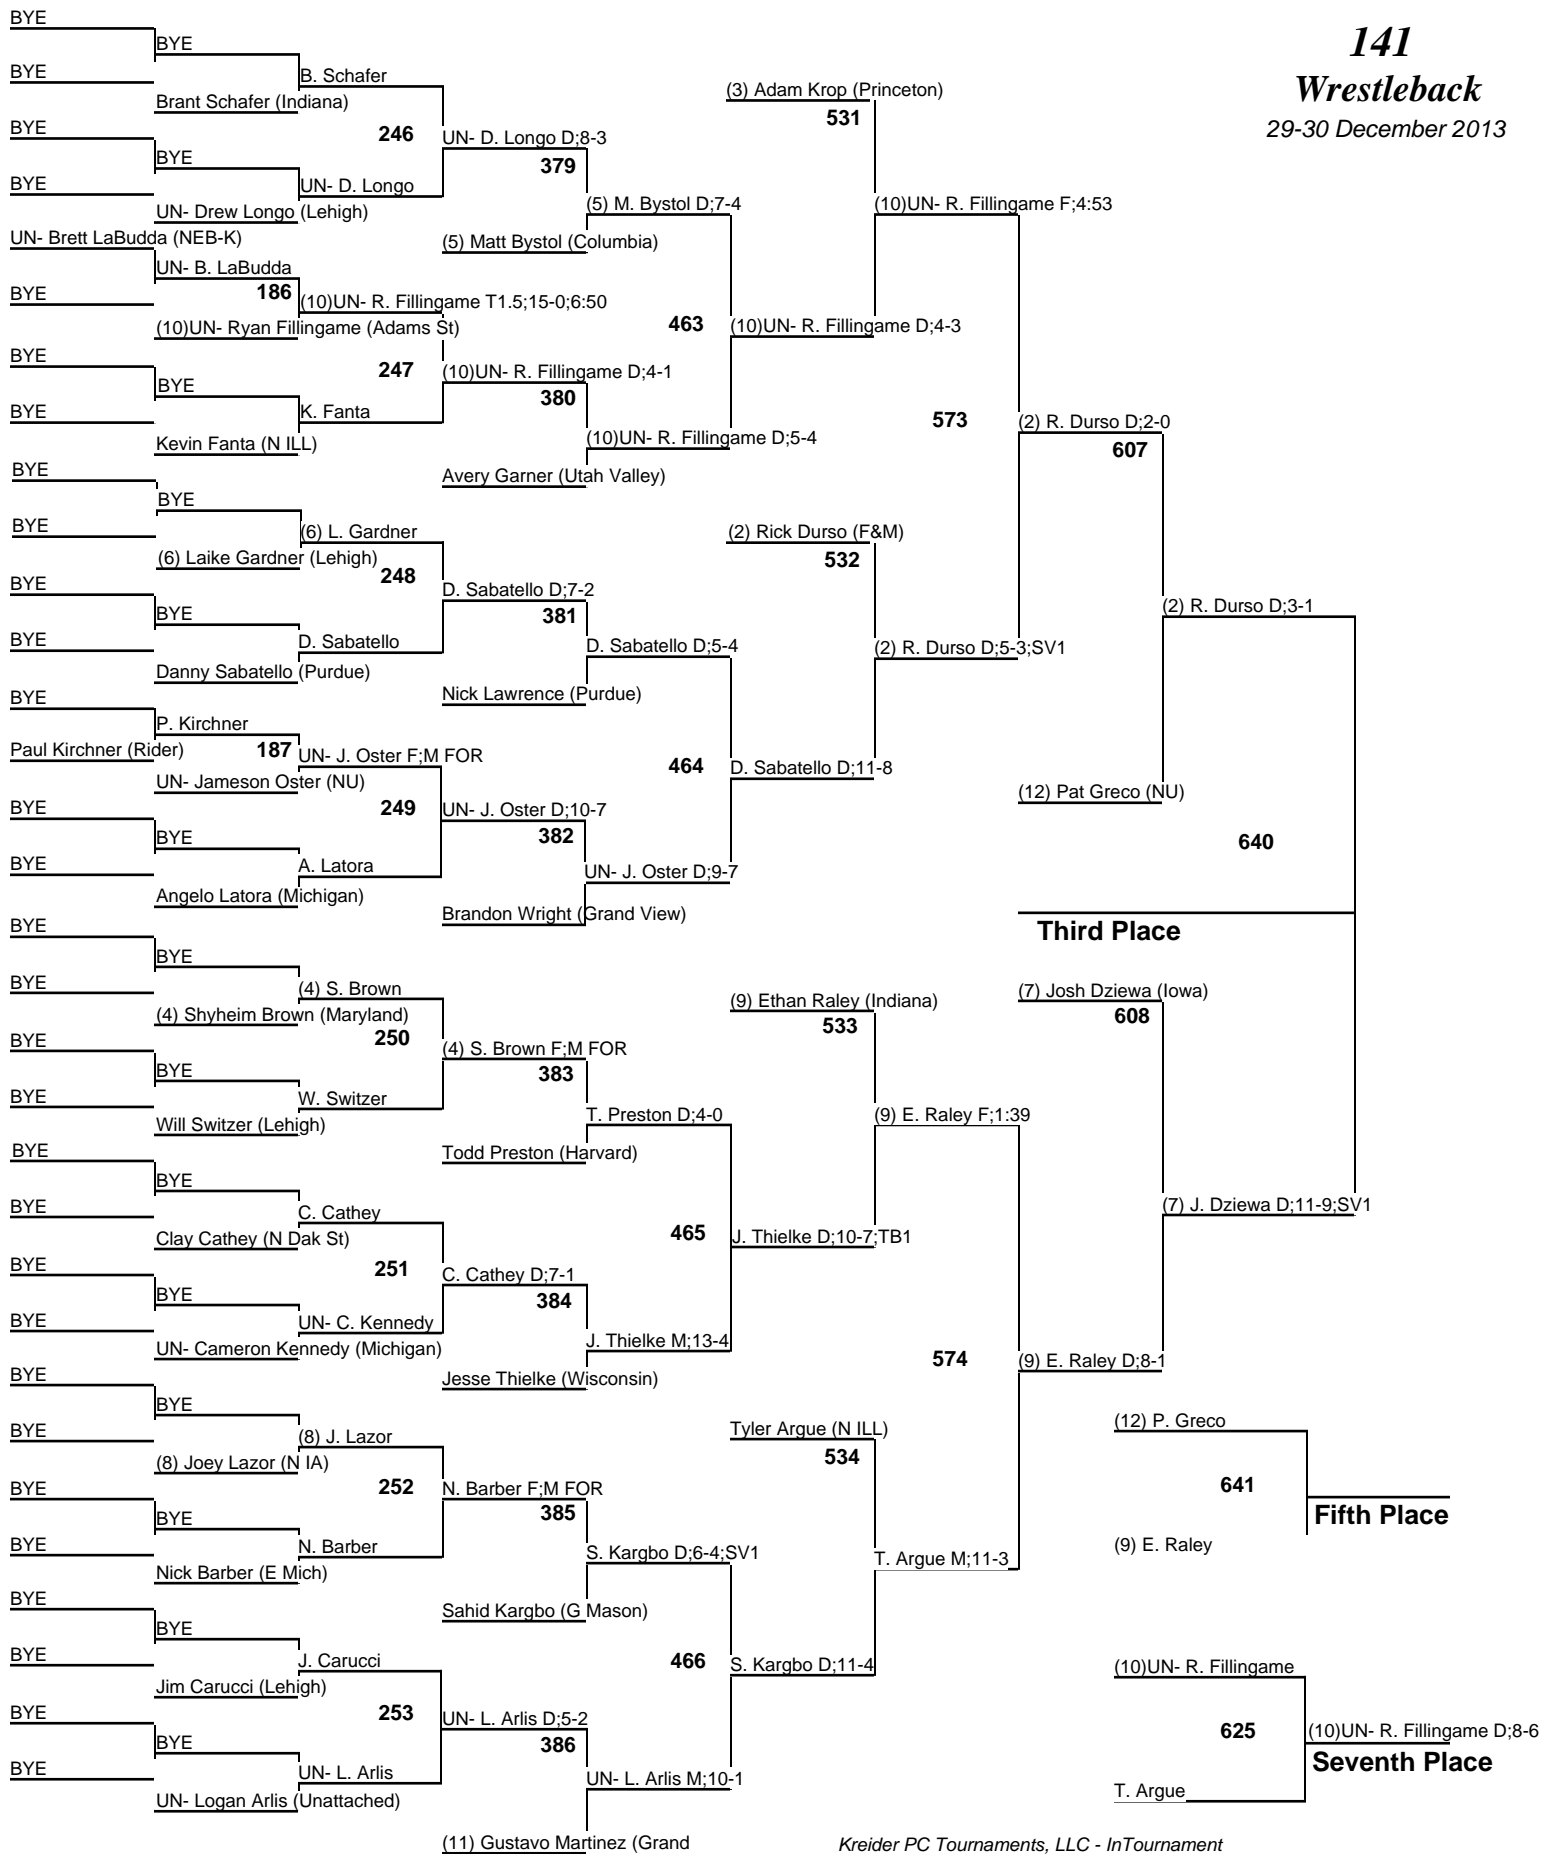 BYE
141
BYE
Wrestleback
BYE
B. Schafer
(3) Adam Krop (Princeton)
Brant Schafer (Indiana)
531
29-30 December 2013
BYE
246
UN- D. Longo D;8-3
BYE
379
BYE
UN- D. Longo
(5) M. Bystol D;7-4
(10)UN- R. Fillingame F;4:53
UN- Drew Longo (Lehigh)
UN- Brett LaBudda (NEB-K)
(5) Matt Bystol (Columbia)
UN- B. LaBudda
BYE
186
(10)UN- R. Fillingame T1.5;15-0;6:50
(10)UN- Ryan Fillingame (Adams St)
463
(10)UN- R. Fillingame D;4-3
BYE
247
(10)UN- R. Fillingame D;4-1
BYE
380
BYE
K. Fanta
573
(2) R. Durso D;2-0
Kevin Fanta (N ILL)
(10)UN- R. Fillingame D;5-4
607
BYE
Avery Garner (Utah Valley)
BYE
BYE
(6) L. Gardner
(2) Rick Durso (F&M)
(6) Laike Gardner (Lehigh)
532
248
BYE
D. Sabatello D;7-2
BYE
381
(2) R. Durso D;3-1
BYE
D. Sabatello
D. Sabatello D;5-4
(2) R. Durso D;5-3;SV1
Danny Sabatello (Purdue)
BYE
Nick Lawrence (Purdue)
P. Kirchner
Paul Kirchner (Rider)
187
UN- J. Oster F;M FOR
464
D. Sabatello D;11-8
UN- Jameson Oster (NU)
(12) Pat Greco (NU)
BYE
249
UN- J. Oster D;10-7
BYE
382
640
BYE
A. Latora
UN- J. Oster D;9-7
Angelo Latora (Michigan)
BYE
Brandon Wright (Grand View)
Third Place
BYE
BYE
(4) S. Brown
(9) Ethan Raley (Indiana)
(7) Josh Dziewa (Iowa)
(4) Shyheim Brown (Maryland)
533
608
BYE
250
(4) S. Brown F;M FOR
BYE
383
BYE
W. Switzer
T. Preston D;4-0
(9) E. Raley F;1:39
Will Switzer (Lehigh)
BYE
Todd Preston (Harvard)
BYE
BYE
C. Cathey
(7) J. Dziewa D;11-9;SV1
Clay Cathey (N Dak St)
465
J. Thielke D;10-7;TB1
BYE
251
C. Cathey D;7-1
BYE
384
BYE
UN- C. Kennedy
J. Thielke M;13-4
574
(9) E. Raley D;8-1
UN- Cameron Kennedy (Michigan)
BYE
Jesse Thielke (Wisconsin)
BYE
(12) P. Greco
BYE
(8) J. Lazor
Tyler Argue (N ILL)
(8) Joey Lazor (N IA)
534
BYE
252
N. Barber F;M FOR
641
BYE
385
Fifth Place
BYE
N. Barber
S. Kargbo D;6-4;SV1
T. Argue M;11-3
(9) E. Raley
Nick Barber (E Mich)
BYE
Sahid Kargbo (G Mason)
BYE
BYE
J. Carucci
466
S. Kargbo D;11-4
(10)UN- R. Fillingame
Jim Carucci (Lehigh)
BYE
253
UN- L. Arlis D;5-2
625
(10)UN- R. Fillingame D;8-6
BYE
386
Seventh Place
BYE
UN- L. Arlis
UN- L. Arlis M;10-1
T. Argue
UN- Logan Arlis (Unattached)
(11) Gustavo Martinez (Grand
Kreider PC Tournaments, LLC - InTournament